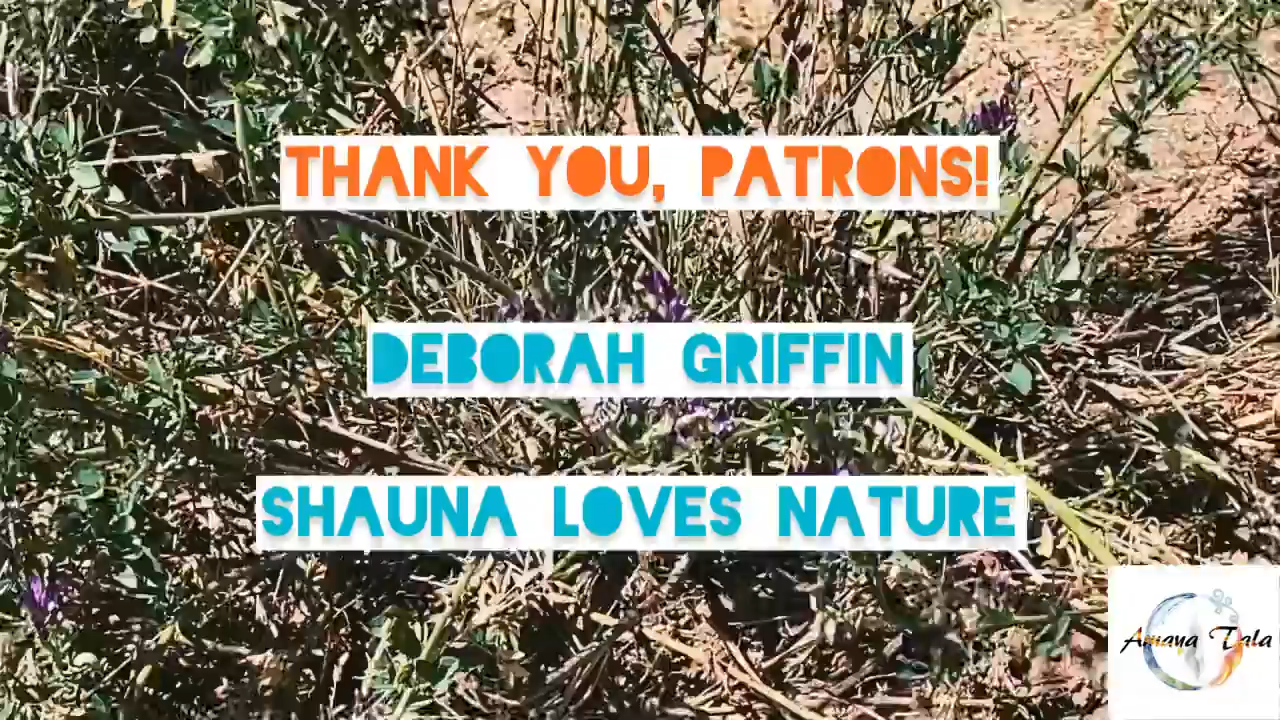 THANK YOU, PATRONS!
DEBORAH GRIFFIN
SHAUNA LOVES NATURE
Amaya Tala